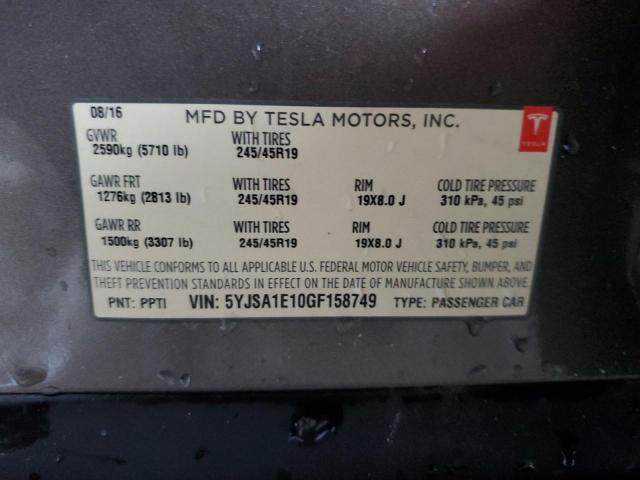 08/16 MFD BY TESLA MOTORS, INC.
GVWR WITH TIRES
2590kg (5710 lb) 245/45R19
TESLA
GAWR FRT WITH TIRES RIM COLD TIRE PRESSURE
1276kg (2813 lb) 245/45R19 19X8.0 J 310 kPa, 45 psi
GAWR RR WITH TIRES RIM COLD TIRE PRESSURE
1500kg (3307 lb) 245/45R19 19X8.0 J 310 kPa, 45 psi
THIS VEHICLE CONFORMS TO ALL APPLICABLE U.S. FEDERAL MOTOR VEHICLE SAFETY, BUMPER, AND
THEFT PREVENTION STANDARDS IN EFFECT ON THE DATE OF MANUFACTURE SHOWN ABOVE.
PNT: PPTI VIN: 5YJSA1E10GF158749 TYPE: PASSENGER CAR